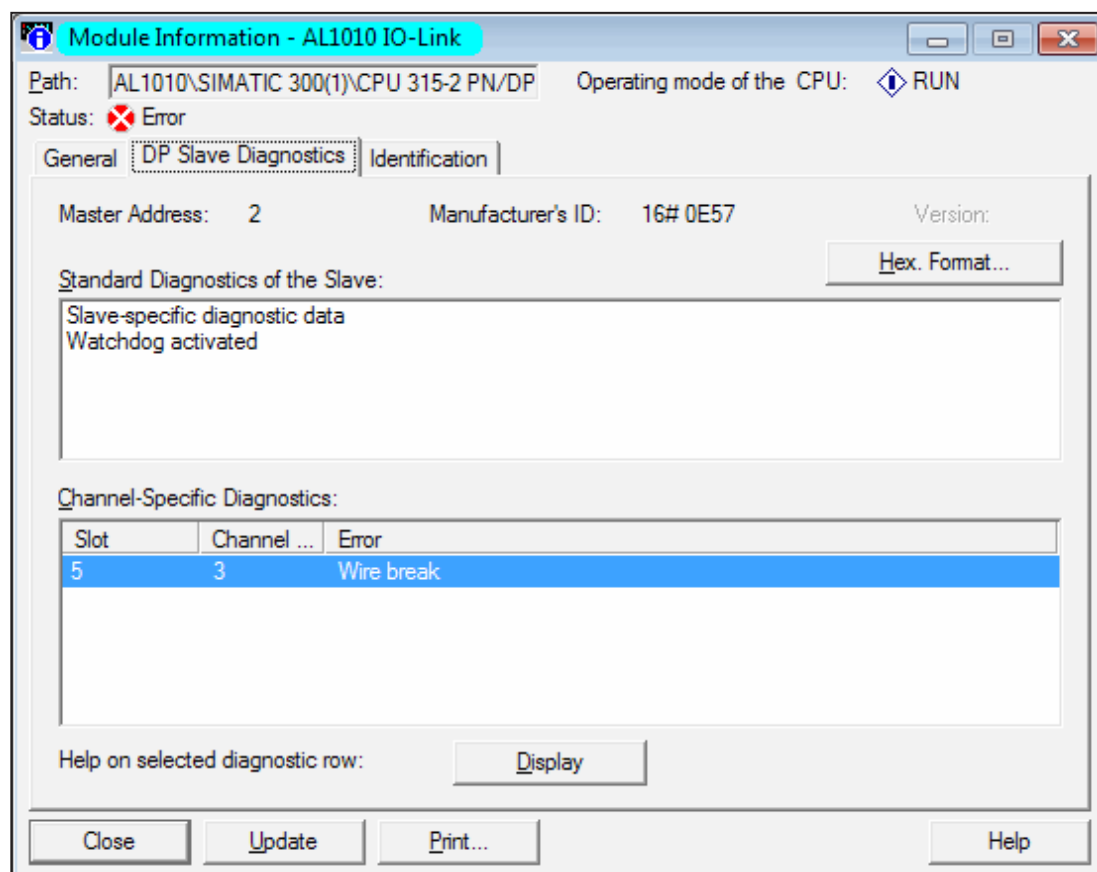 Module Information - AL1010 IO-Link
Path: AL1010\SIMATIC 300(1)\CPU 315-2 PN/DP Operating mode of the CPU: RUN
Status: Error
General DP Slave Diagnostics Identification
Master Address: 2 Manufacturer's ID: 16# 0E57 Version:
Hex. Format...
Standard Diagnostics of the Slave:
Slave-specific diagnostic data
Watchdog activated
Channel-Specific Diagnostics:
Slot Channel ... Error
5 3 Wire break
Help on selected diagnostic row: Display
Close Update Print... Help